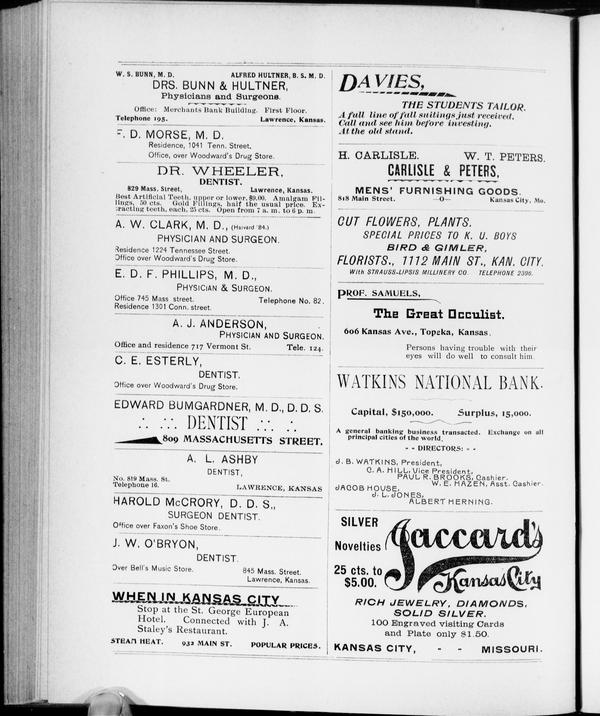 W. S. BUNN, M. D. ALFRED HULTNER, B. S. M. D.
DRS. BUNN & HULTNER,
Physicians and Surgeons.
Office: Merchants Bank Building. First Floor.
Telephone 195. Lawrence, Kansas.
F. D. MORSE, M. D.
Residence, 1041 Tenn. Street.
Office, over Woodward's Drug Store.
DR. WHEELER,
DENTIST.
829 Mass. Street, Lawrence, Kansas.
Best Artificial Teeth, upper or lower, $9.00. Amalgam Fil-
lings, 50 cts. Gold Fillings, half the usual price. Ex-
tracting teeth, each, 25 cts. Open from 7 a. m. to 6 p. m.
A. W. CLARK, M. D., (Harvard '84.)
PHYSICIAN AND SURGEON.
Residence 1224 Tennessee Street.
Office over Woodward's Drug Store.
E. D. F. PHILLIPS, M. D.,
PHYSICIAN & SURGEON.
Office 745 Mass street. Telephone No. 82.
Residence 1301 Conn. street.
A. J. ANDERSON,
PHYSICIAN AND SURGEON.
Office and residence 717 Vermont St. Tele. 124.
C. E. ESTERLY,
DENTIST.
Office over Woodward's Drug Store.
EDWARD BUMGARDNER, M. D., D. D. S.
DENTIST
809 MASSACHUSETTS STREET.
A. L. ASHBY
DENTIST,
No. 819 Mass. St.
Telephone 16. LAWRENCE, KANSAS
HAROLD McCRORY, D. D. S.,
SURGEON DENTIST.
Office over Faxon's Shoe Store.
J. W. O'BRYON,
DENTIST.
Over Bell's Music Store. 845 Mass. Street.
Lawrence, Kansas.
WHEN IN KANSAS CITY
Stop at the St. George European
Hotel. Connected with J. A.
Staley's Restaurant.
STEAM HEAT. 932 MAIN ST. POPULAR PRICES.
DAVIES,
THE STUDENTS TAILOR.
A full line of fall suitings just received,
Call and see him before investing.
At the old stand.
H. CARLISLE. W. T. PETERS.
CARLISLE & PETERS,
MENS' FURNISHING GOODS.
818 Main Street. —o— Kansas City, Mo.
CUT FLOWERS, PLANTS.
SPECIAL PRICES TO K. U. BOYS
BIRD & GIMLER,
FLORISTS., 1112 MAIN ST., KAN. CITY.
With STRAUSS-LIPSIS MILLINERY CO. TELEPHONE 2396.
PROF. SAMUELS,
The Great Occulist.
606 Kansas Ave., Topeka, Kansas.
Persons having trouble with their
eyes will do well to consult him.
WATKINS NATIONAL BANK.
Capital, $150,000. Surplus, 15,000.
A general banking business transacted. Exchange on all
principal cities of the world.
- - DIRECTORS: - -
J. B. WATKINS, President,
C. A. HILL, Vice President,
PAUL R. BROOKS, Cashier.
W. E. HAZEN, Asst. Cashier.
JACOB HOUSE,
J. L. JONES,
ALBERT HERNING.
SILVER
Novelties
25 cts. to
$5.00.
Jaccard's
Kansas City
RICH JEWELRY, DIAMONDS,
SOLID SILVER.
100 Engraved visiting Cards
and Plate only $1.50.
KANSAS CITY, - - MISSOURI.